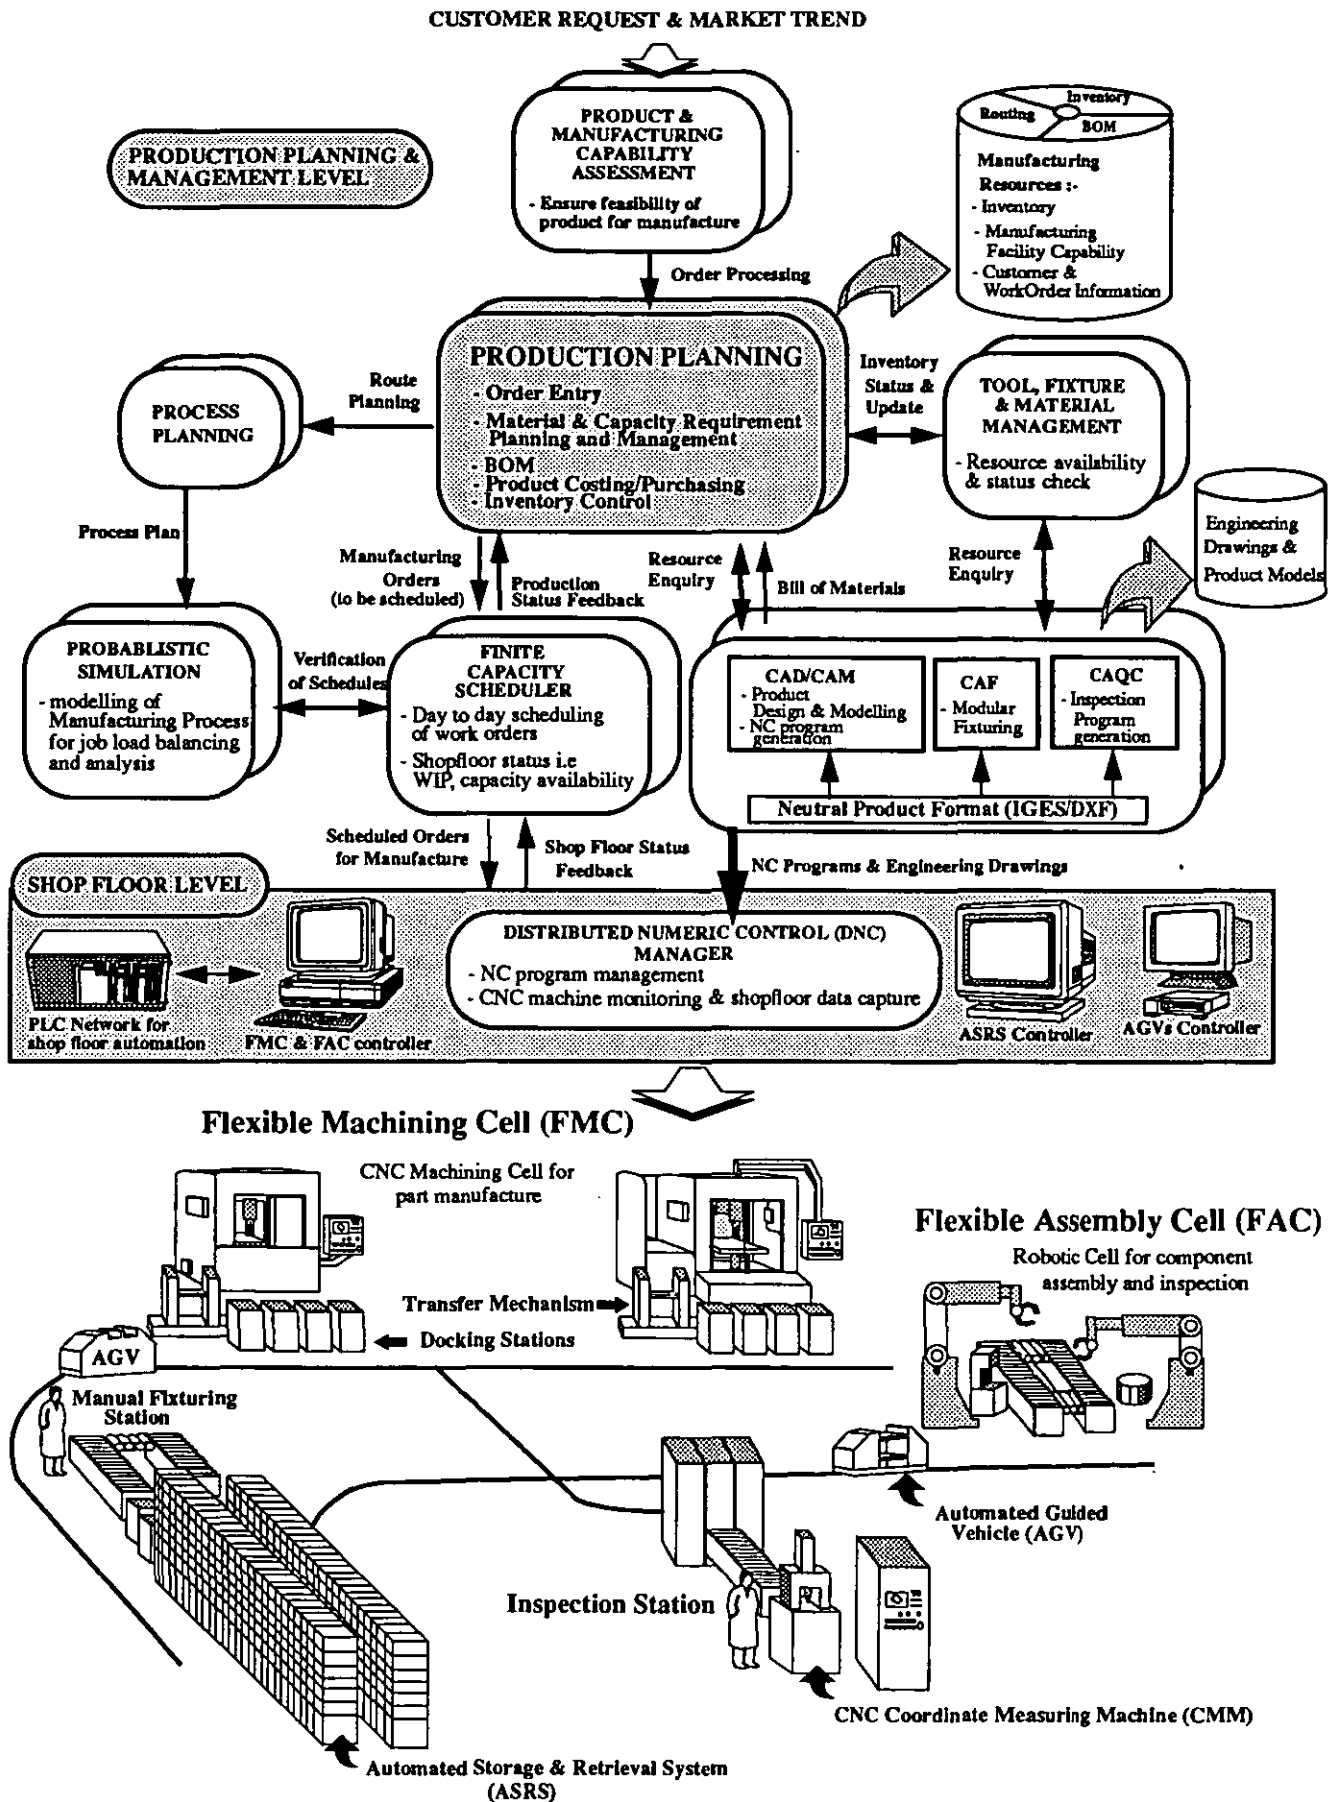 CUSTOMER REQUEST & MARKET TREND
PRODUCT &
MANUFACTURING
CAPABILITY
ASSESSMENT
- Ensure feasibility of
product for manufacture
Routing
Inventory
BOM
Manufacturing
Resources :-
- Inventory
- Manufacturing
Facility Capability
- Customer &
WorkOrder Information
PRODUCTION PLANNING &
MANAGEMENT LEVEL
Order Processing
PRODUCTION PLANNING
- Order Entry
- Material & Capacity Requirement
Planning and Management
- BOM
- Product Costing/Purchasing
- Inventory Control
Route
Planning
PROCESS
PLANNING
Inventory
Status &
Update
TOOL, FIXTURE
& MATERIAL
MANAGEMENT
- Resource availability
& status check
Engineering
Drawings &
Product Models
Process Plan
Manufacturing
Orders
(to be scheduled)
Production
Status Feedback
Resource
Enquiry
Bill of Materials
Resource
Enquiry
PROBABLISTIC
SIMULATION
- modelling of
Manufacturing Process
for job load balancing
and analysis
Verification
of Schedules
FINITE
CAPACITY
SCHEDULER
- Day to day scheduling
of work orders
- Shopfloor status i.e
WIP, capacity availability
CAD/CAM
- Product
Design & Modelling
- NC program
generation
CAF
- Modular
Fixturing
CAQC
- Inspection
Program
generation
Neutral Product Format (IGES/DXF)
Scheduled Orders
for Manufacture
Shop Floor Status
Feedback
NC Programs & Engineering Drawings
SHOP FLOOR LEVEL
DISTRIBUTED NUMERIC CONTROL (DNC)
MANAGER
- NC program management
- CNC machine monitoring & shopfloor data capture
PLC Network for
shop floor automation
FMC & FAC controller
ASRS Controller
AGVs Controller
Flexible Machining Cell (FMC)
CNC Machining Cell for
part manufacture
Flexible Assembly Cell (FAC)
Robotic Cell for component
assembly and inspection
Transfer Mechanism
Docking Stations
AGV
Manual Fixturing
Station
Automated Guided
Vehicle (AGV)
Inspection Station
CNC Coordinate Measuring Machine (CMM)
Automated Storage & Retrieval System
(ASRS)